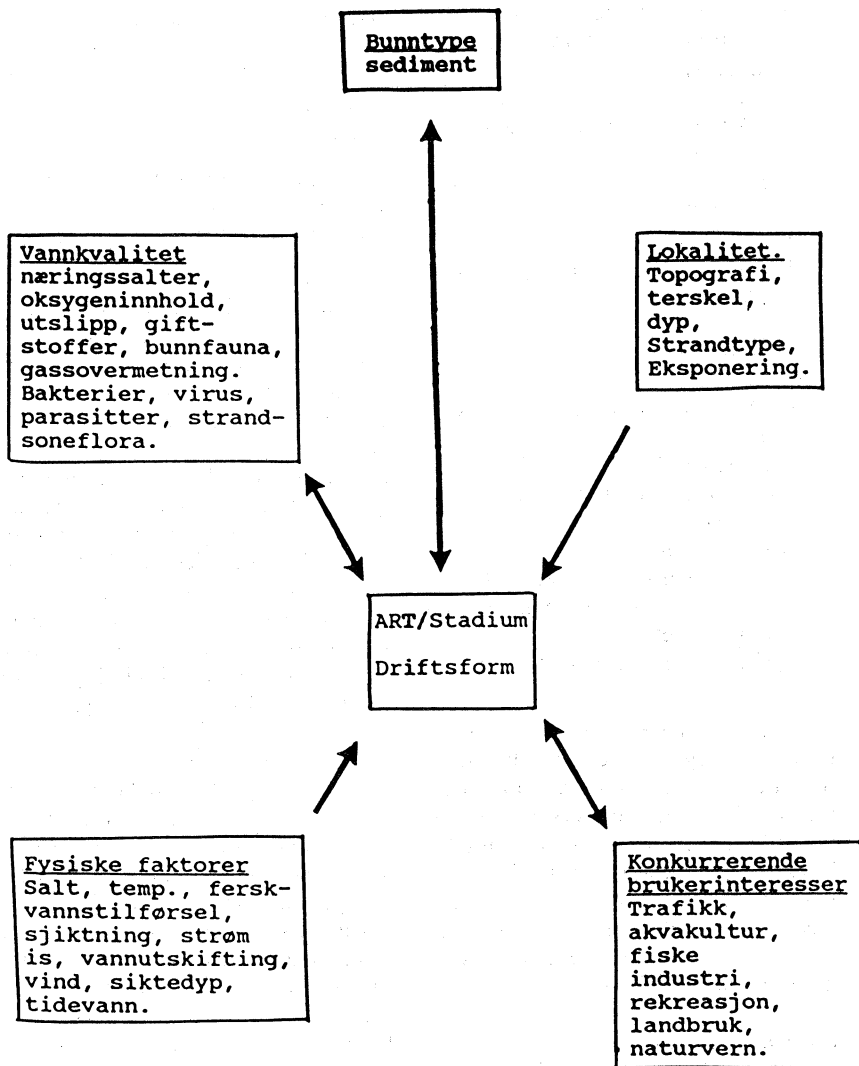 Bunntype
sediment
Vannkvalitet
næringssalter,
oksygeninnhold,
utslipp, gift-
stoffer, bunnfauna,
gassovermetning.
Bakterier, virus,
parasitter, strand-
soneflora.
Lokalitet.
Topografi,
terskel,
dyp,
Strandtype,
Eksponering.
ART/Stadium
Driftsform
Fysiske faktorer
Salt, temp., fersk-
vannstilførsel,
sjiktning, strøm
is, vannutskifting,
vind, siktedyp,
tidevann.
Konkurrerende
brukerinteresser
Trafikk,
akvakultur,
fiske
industri,
rekreasjon,
landbruk,
naturvern.